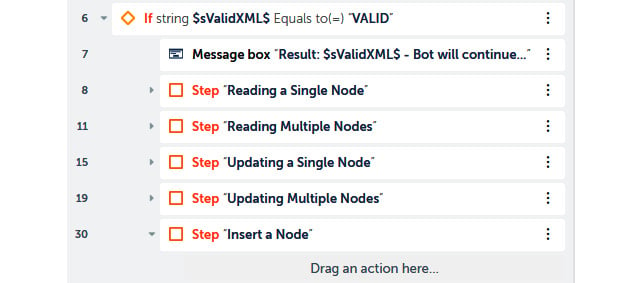 6 If string $sValidXML$ Equals to(=) "VALID"
7 Message box "Result: $sValidXML$ - Bot will continue..."
8 Step "Reading a Single Node"
11 Step "Reading Multiple Nodes"
15 Step "Updating a Single Node"
19 Step "Updating Multiple Nodes"
30 Step "Insert a Node"
Drag an action here...